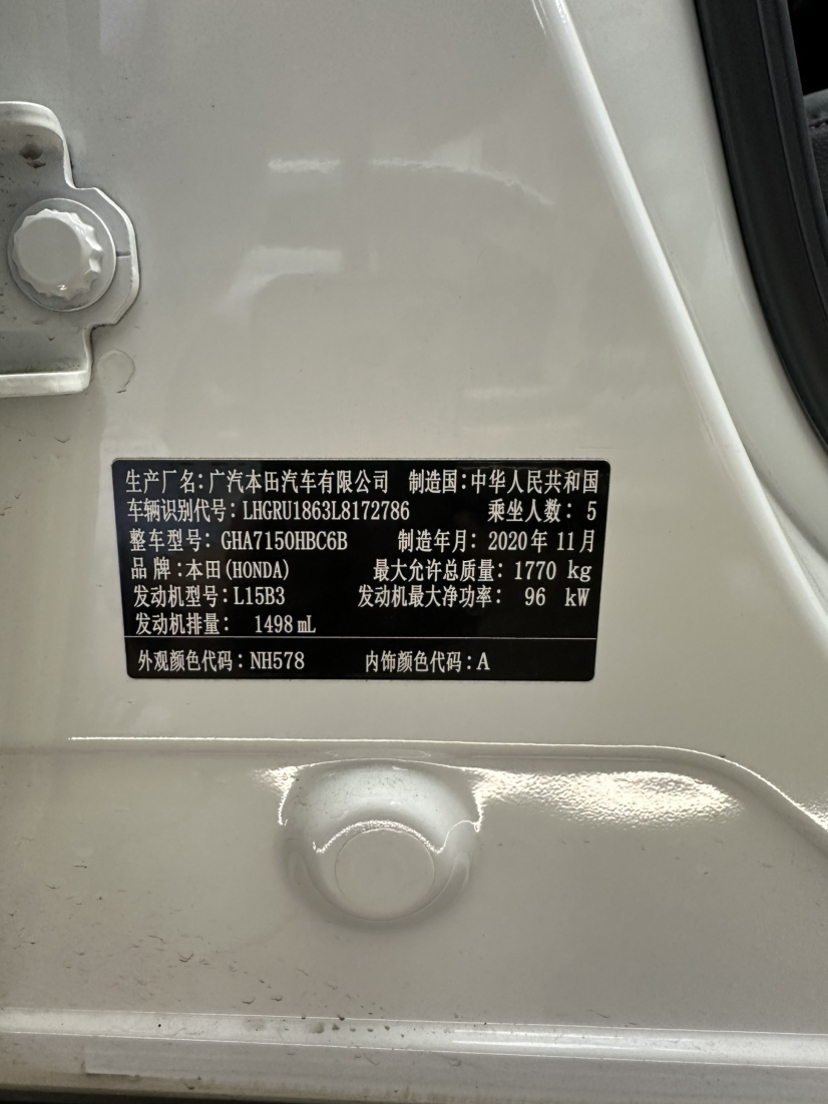 生产厂名:广汽本田汽车有限公司 制造国:中华人民共和国
车辆识别代号:LHGRU1863L8172786 乘坐人数:5
整车型号:GHA7150HBC6B 制造年月:2020年11月
品牌:本田(HONDA) 最大允许总质量:1770 kg
发动机型号:L15B3 发动机最大净功率: 96 kW
发动机排量: 1498 mL
外观颜色代码:NH578 内饰颜色代码:A